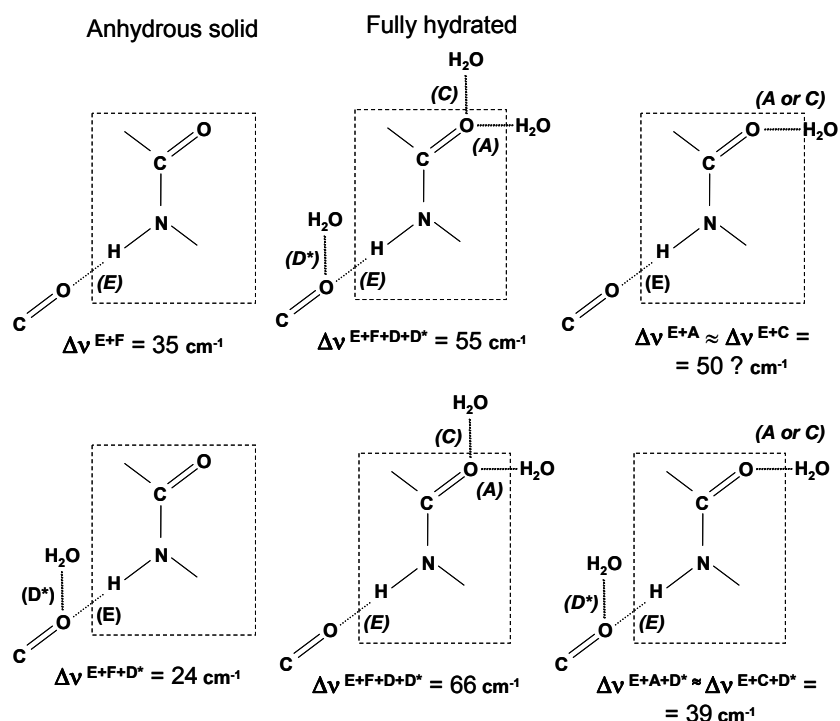 Anhydrous solid
Fully hydrated
H₂O
(C)
O
H₂O
(A)
C
N
H
H₂O
(D*)
O
(E)
C
O
C
N
H
(E)
O
C
(A or C)
O
H₂O
C
N
H
(E)
O
C
Δν E+F = 35 cm-1
Δν E+F+D+D* = 55 cm-1
Δν E+A ≈ Δν E+C =
= 50 ? cm-1
O
C
N
H₂O
H
(D*)
O
(E)
C
H₂O
(C)
O
H₂O
(A)
C
N
H
O
(E)
C
(A or C)
O
H₂O
C
N
H₂O
H
(D*)
O
(E)
C
Δν E+F+D* = 24 cm-1
Δν E+F+D+D* = 66 cm-1
Δν E+A+D* ≈ Δν E+C+D* =
= 39 cm-1